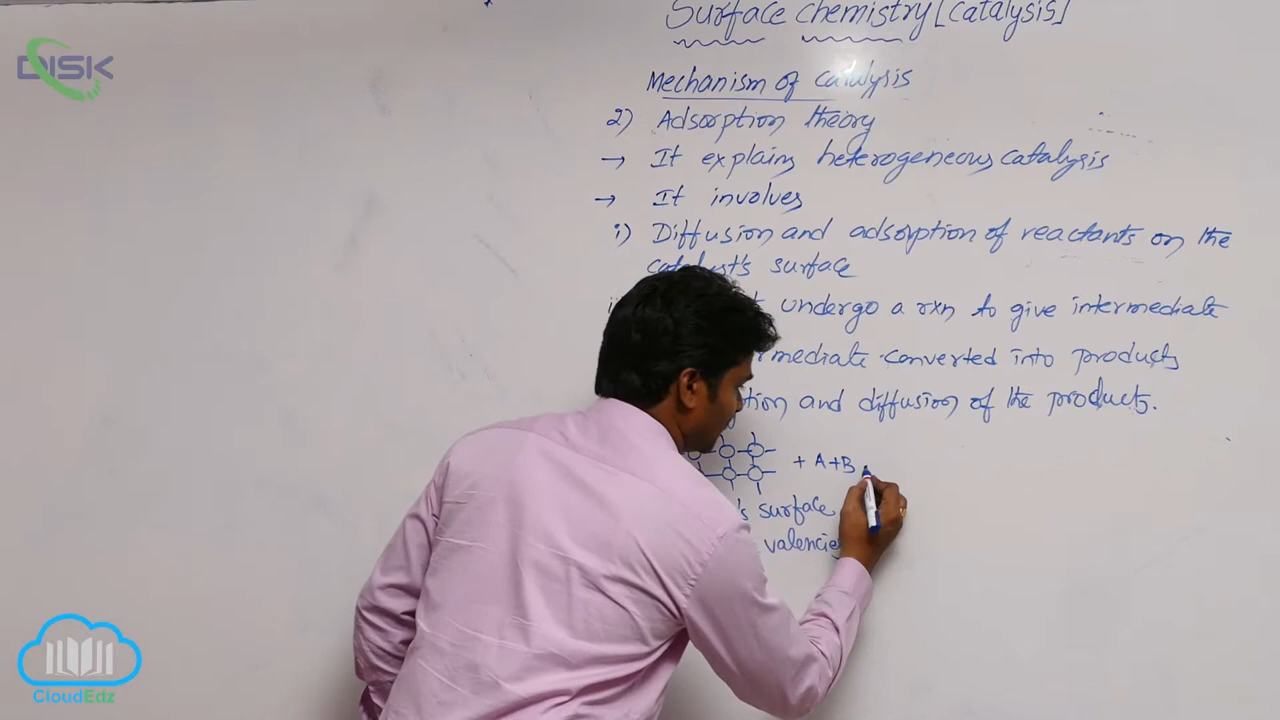 DISK
Surface chemistry [catalysis]
Mechanism of catalysis
2) Adsorption theory
→ It explains heterogeneous catalysis
→ It involves
i) Diffusion and adsorption of reactants on the
catalyst's surface
undergo a rxn to give intermediate
converted into products
and diffusion of the products.
+ A+B
surface
valencies
CloudEdz